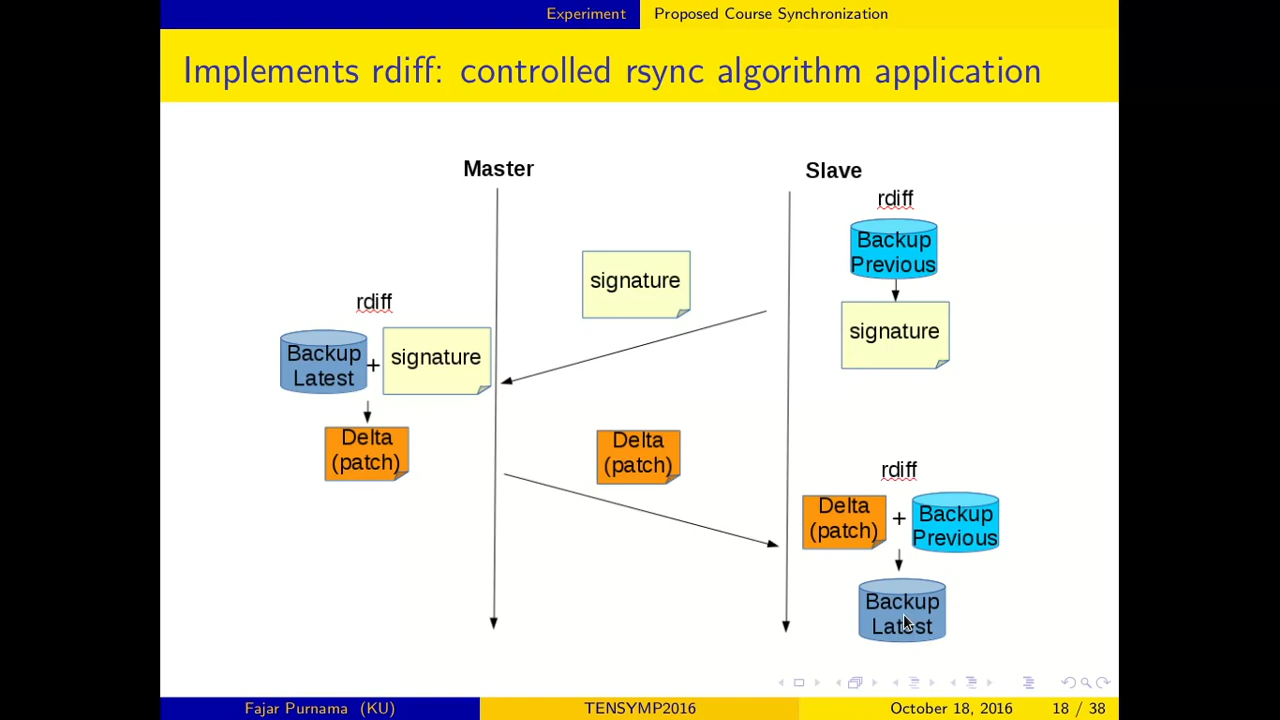 Experiment Proposed Course Synchronization
Implements rdiff: controlled rsync algorithm application
Master
Slave
rdiff
Backup
Previous
signature
signature
rdiff
Backup
Latest
+
signature
Delta
(patch)
Delta
(patch)
rdiff
Delta
(patch)
+
Backup
Previous
Backup
Latest
Fajar Purnama (KU) TENSYMP2016 October 18, 2016 18 / 38